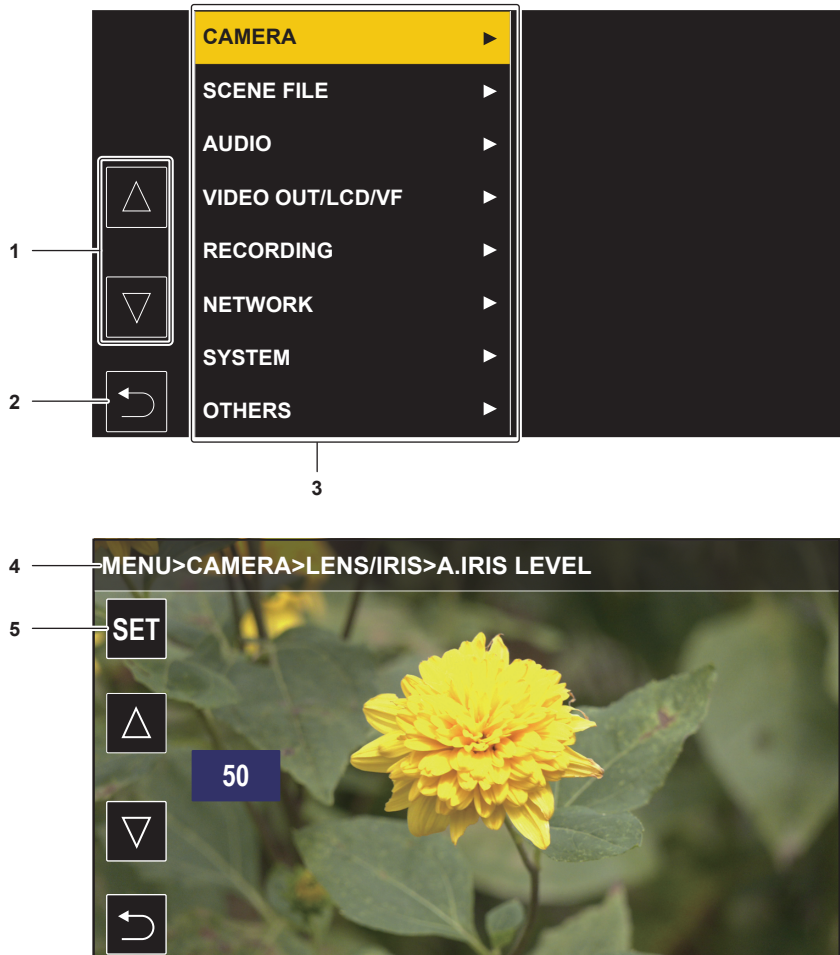 CAMERA
SCENE FILE
AUDIO
VIDEO OUT/LCD/VF
1
RECORDING
NETWORK
SYSTEM
2
OTHERS
3
4
MENU>CAMERA>LENS/IRIS>A.IRIS LEVEL
5
SET
50